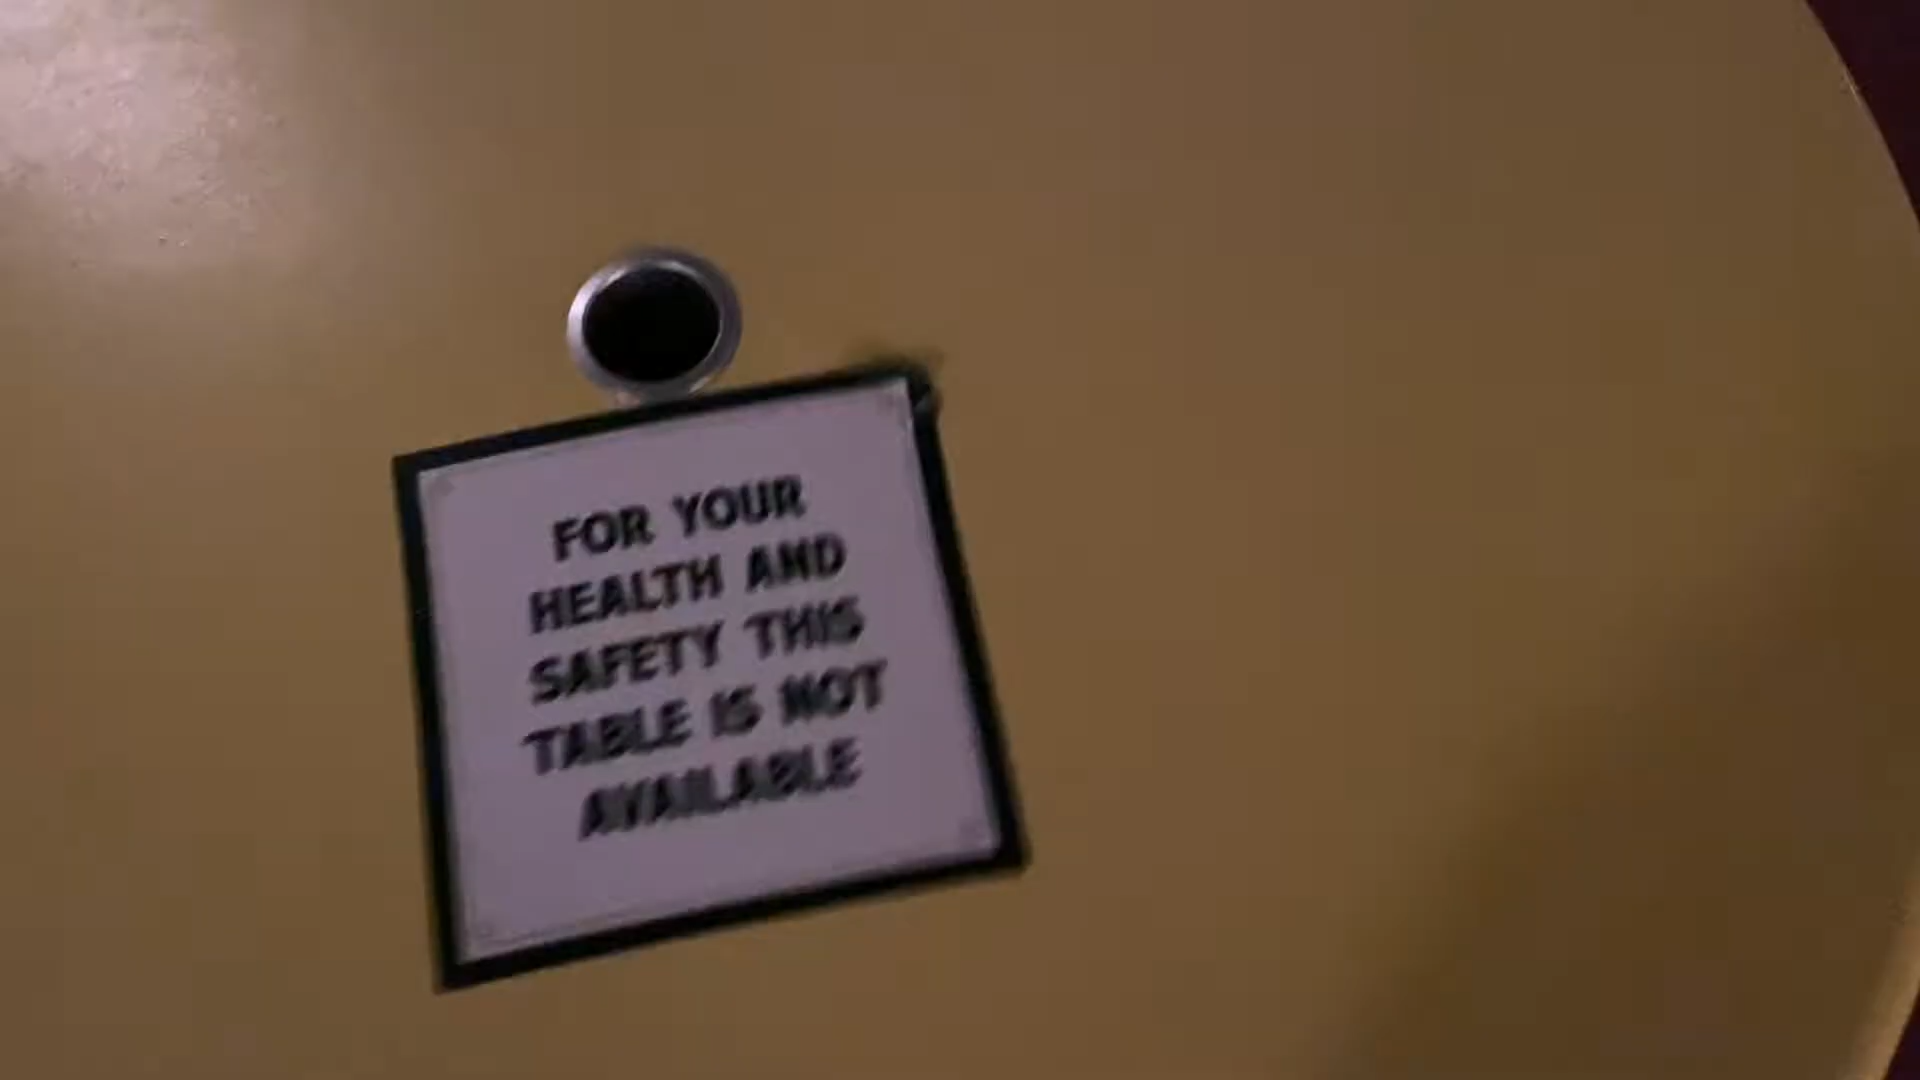 FOR YOUR
HEALTH AND
SAFETY THIS
TABLE IS NOT
AVAILABLE